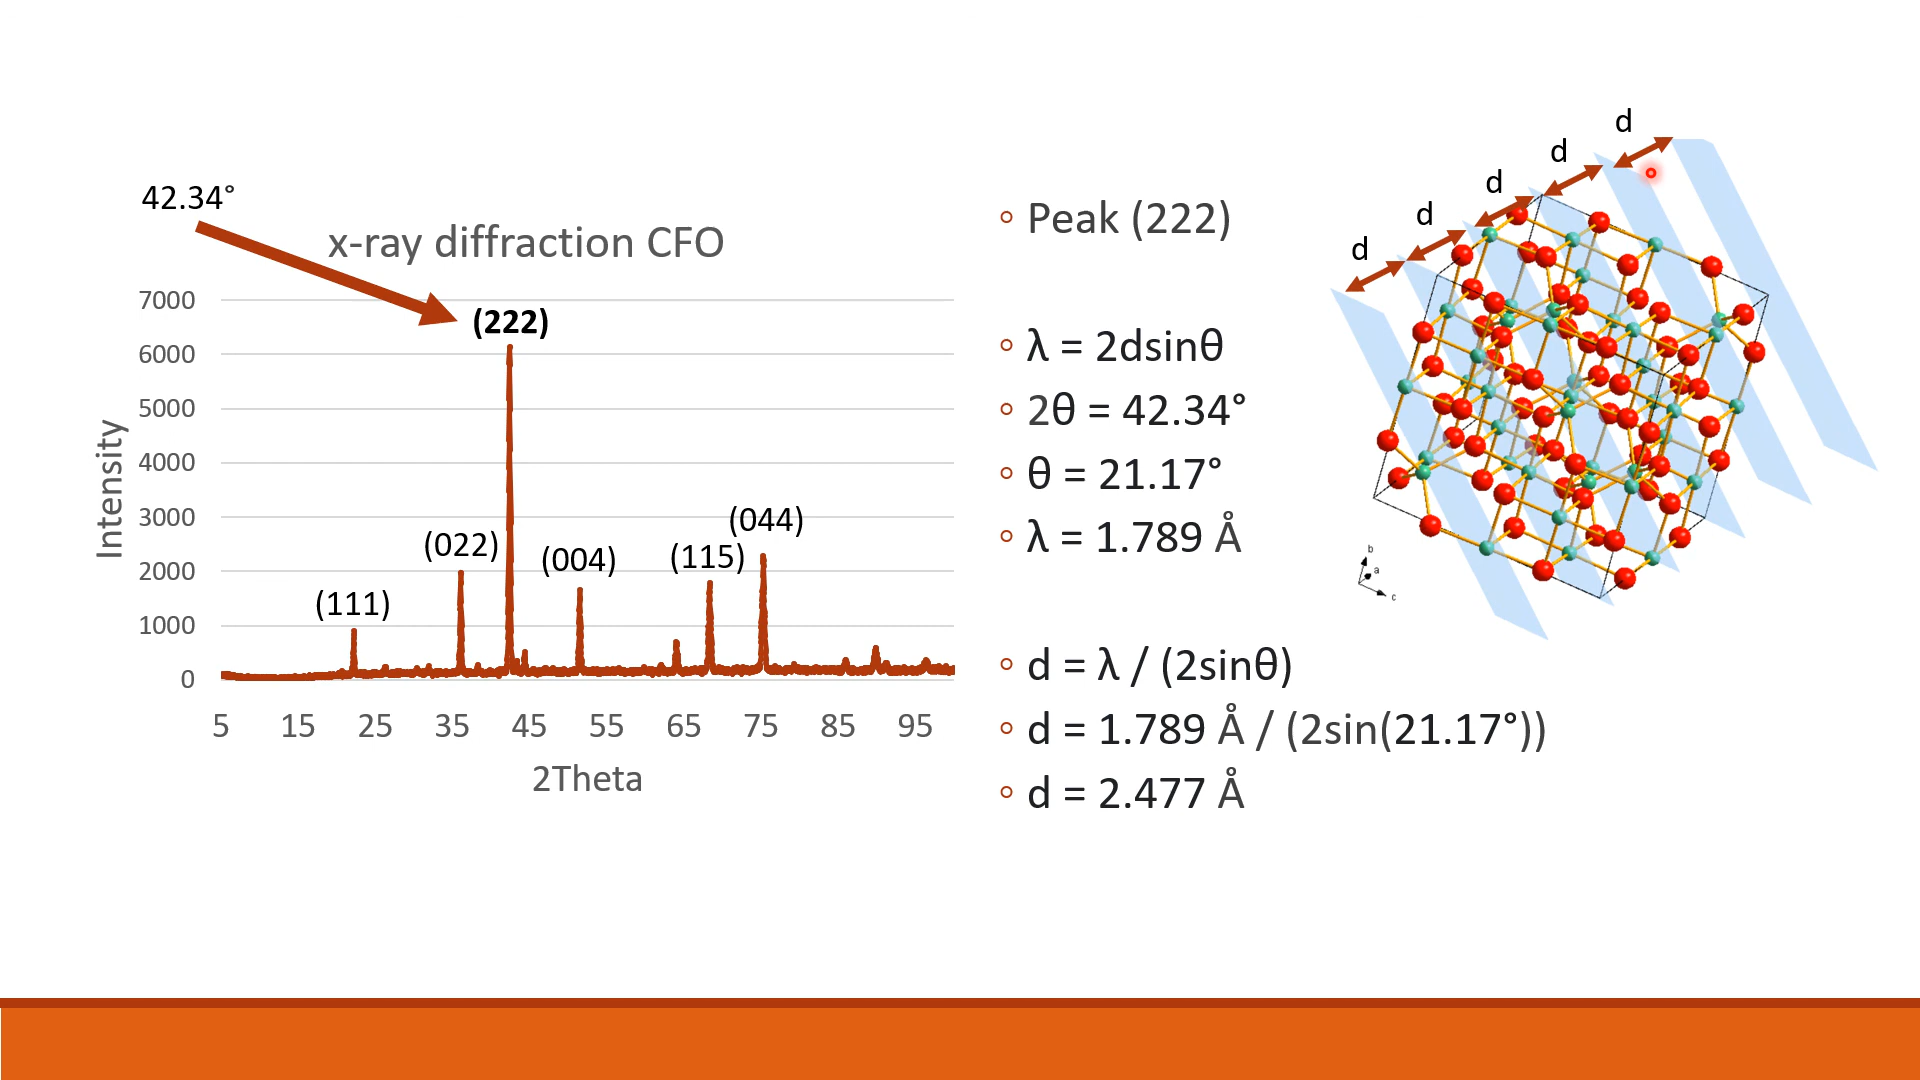 42.34°
x-ray diffraction CFO
7000
6000
5000
4000
3000
2000
1000
0
Intensity
(111)
(022)
(222)
(004)
(115)
(044)
5 15 25 35 45 55 65 75 85 95
2Theta
Peak (222)
λ = 2dsinθ
2θ = 42.34°
θ = 21.17°
λ = 1.789 Å
d = λ / (2sinθ)
d = 1.789 Å / (2sin(21.17°))
d = 2.477 Å
d
d
d
d
d
b
a
c